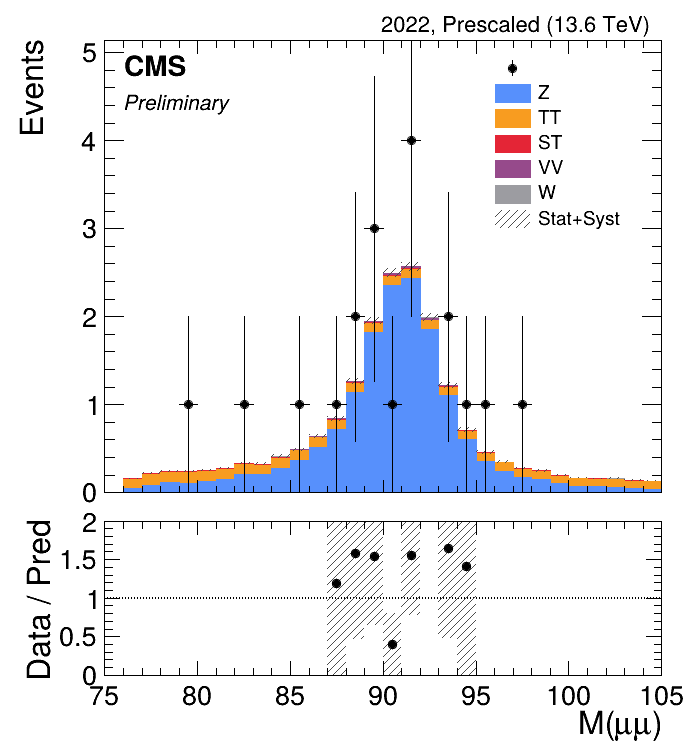 2022, Prescaled (13.6 TeV)
CMS
Preliminary
Events
5
4
3
2
1
0
Z
TT
ST
VV
W
Stat+Syst
Data / Pred
2
1.5
1
0.5
0
75 80 85 90 95 100 105
M(μμ)